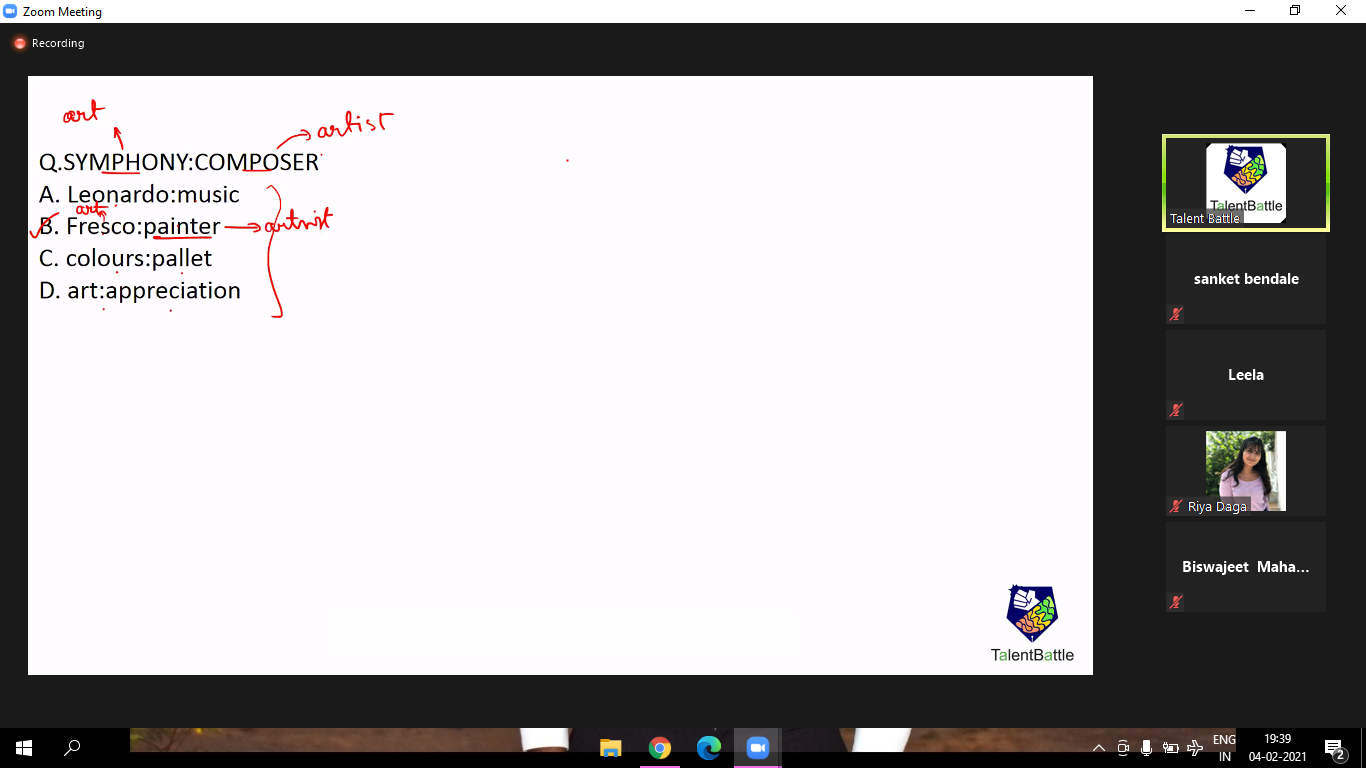 Zoom Meeting
Recording
art
artist
Q.SYMPHONY:COMPOSER
A. Leonardo:music
art
B. Fresco:painter
artist
C. colours:pallet
D. art:appreciation
TalentBattle
TalentBattle
Talent Battle
sanket bendale
Leela
Riya Daga
Biswajeet Maha...
ENG
IN
19:39
04-02-2021
2